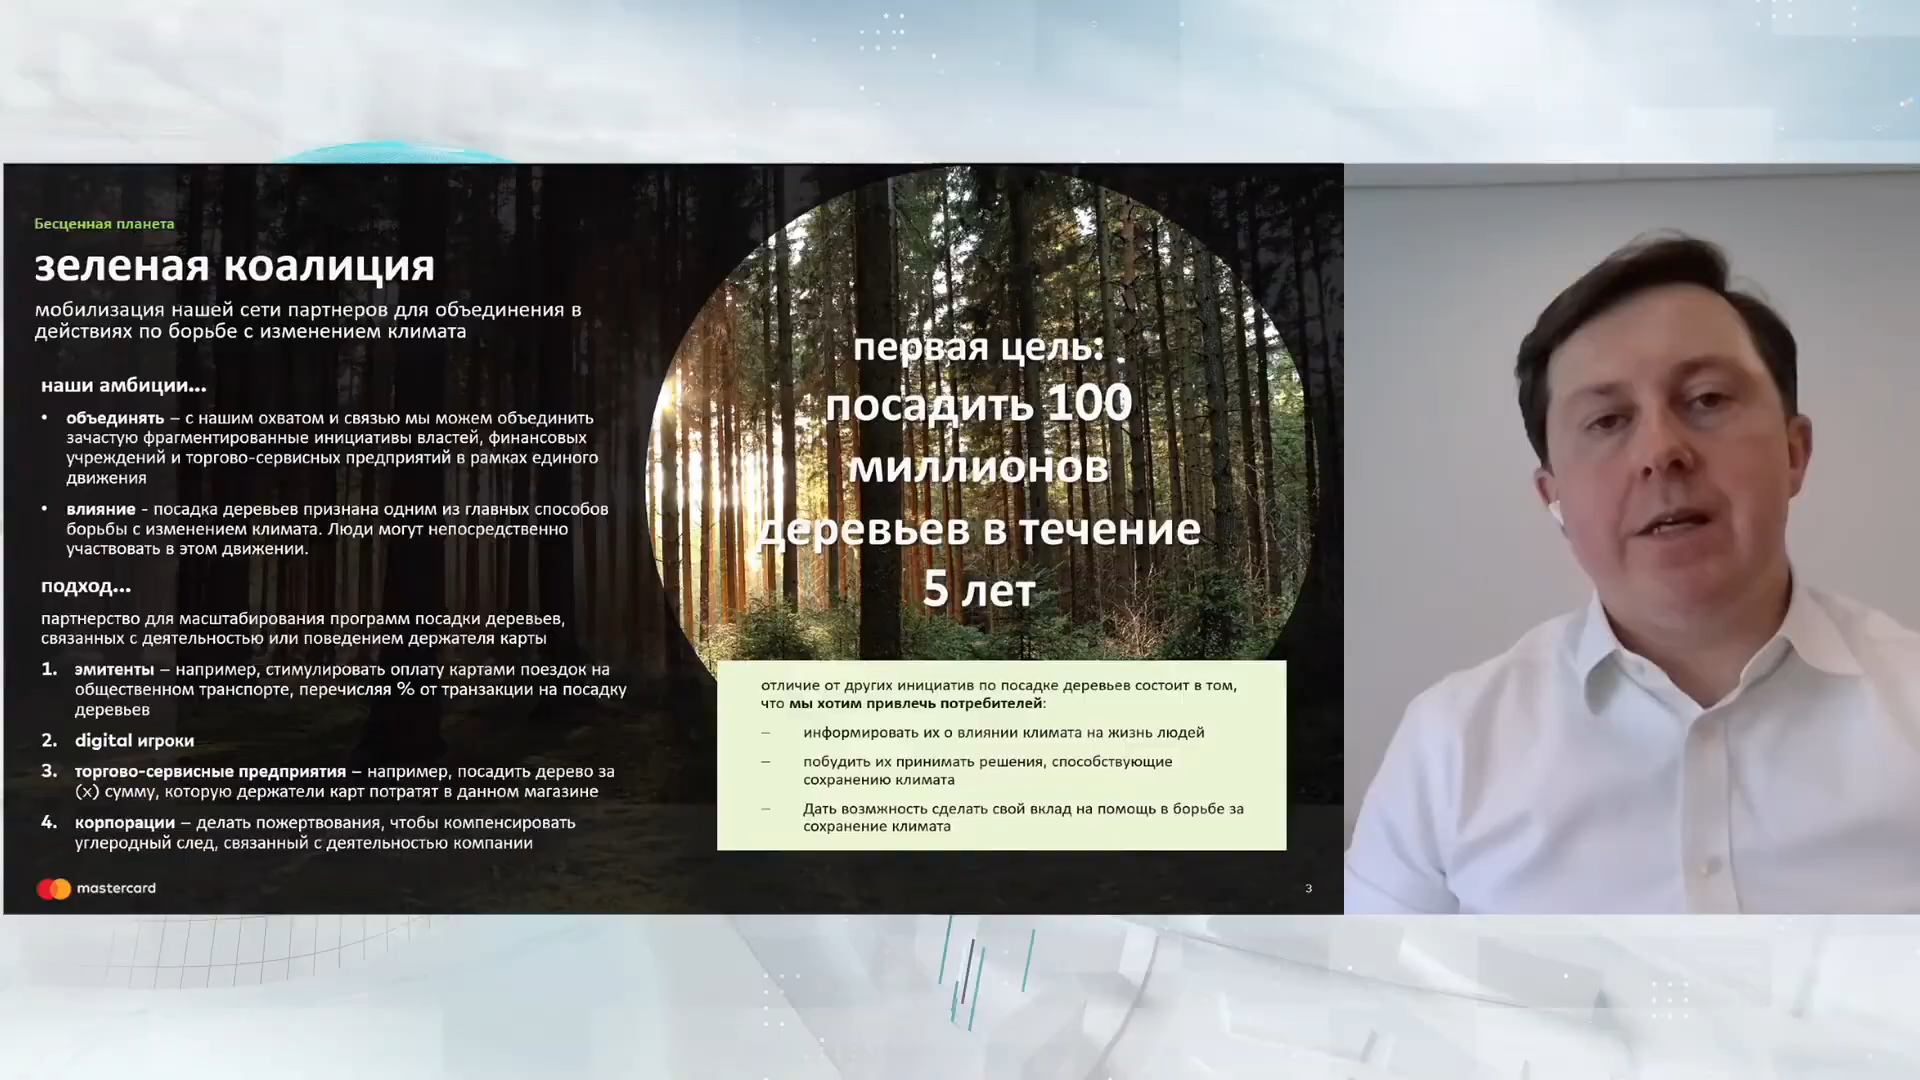 Бесценная планета
зеленая коалиция
мобилизация нашей сети партнеров для объединения в
действиях по борьбе с изменением климата
наши амбиции...
• объединять – с нашим охватом и связью мы можем объединить
зачастую фрагментированные инициативы властей, финансовых
учреждений и торгово-сервисных предприятий в рамках единого
движения
• влияние - посадка деревьев признана одним из главных способов
борьбы с изменением климата. Люди могут непосредственно
участвовать в этом движении.
подход...
партнерство для масштабирования программ посадки деревьев,
связанных с деятельностью или поведением держателя карты
1. эмитенты – например, стимулировать оплату картами поездок на
общественном транспорте, перечисляя % от транзакции на посадку
деревьев
2. digital игроки
3. торгово-сервисные предприятия – например, посадить дерево за
(x) сумму, которую держатели карт потратят в данном магазине
4. корпорации – делать пожертвования, чтобы компенсировать
углеродный след, связанный с деятельностью компании
mastercard
первая цель:
посадить 100
миллионов
деревьев в течение
5 лет
отличие от других инициатив по посадке деревьев состоит в том,
что мы хотим привлечь потребителей:
– информировать их о влиянии климата на жизнь людей
– побудить их принимать решения, способствующие
сохранению климата
– Дать возмжность сделать свой вклад на помощь в борьбе за
сохранение климата
3